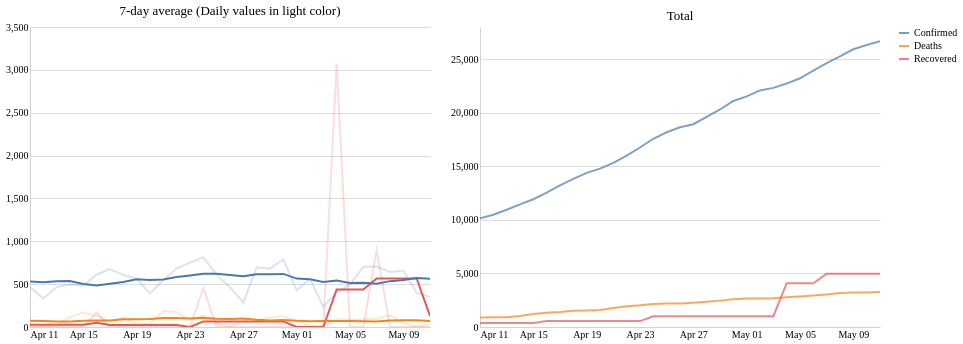 7-day average (Daily values in light color)
3,500
3,000
2,500
2,000
1,500
1,000
500
0
Apr 11 Apr 15 Apr 19 Apr 23 May 01 May 05 May 09
Total
Confirmed
Deaths
Recovered
25,000
20,000
15,000
10,000
5,000
0
Apr 11 Apr 15 Apr 19 Apr 23 Apr 27 May 01 May 05 May 09